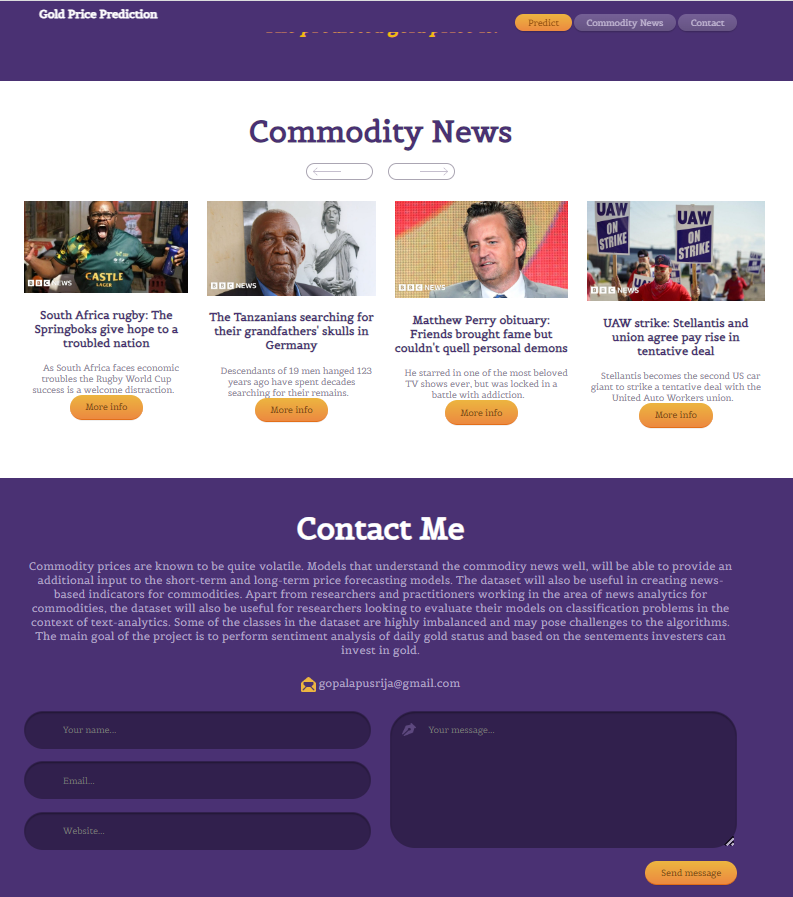 Gold Price Prediction
Predict
Commodity News
Contact
The predicted gold price is:
Commodity News
CASTLE
LAGER
BBC NEWS
BBC NEWS
BBC NEWS
UAW
ON
STRIKE
UAW
ON
STRIKE
BBC NEWS
South Africa rugby: The
Springboks give hope to a
troubled nation
As South Africa faces economic
troubles the Rugby World Cup
success is a welcome distraction.
More info
The Tanzanians searching for
their grandfathers' skulls in
Germany
Descendants of 19 men hanged 123
years ago have spent decades
searching for their remains.
More info
Matthew Perry obituary:
Friends brought fame but
couldn't quell personal demons
He starred in one of the most beloved
TV shows ever, but was locked in a
battle with addiction.
More info
UAW strike: Stellantis and
union agree pay rise in
tentative deal
Stellantis becomes the second US car
giant to strike a tentative deal with the
United Auto Workers union.
More info
Contact Me
Commodity prices are known to be quite volatile. Models that understand the commodity news well, will be able to provide an
additional input to the short-term and long-term price forecasting models. The dataset will also be useful in creating news-
based indicators for commodities. Apart from researchers and practitioners working in the area of news analytics for
commodities, the dataset will also be useful for researchers looking to evaluate their models on classification problems in the
context of text-analytics. Some of the classes in the dataset are highly imbalanced and may pose challenges to the algorithms.
The main goal of the project is to perform sentiment analysis of daily gold status and based on the sentements investers can
invest in gold.
gopalapusrija@gmail.com
Your name...
Email...
Website...
Your message...
Send message